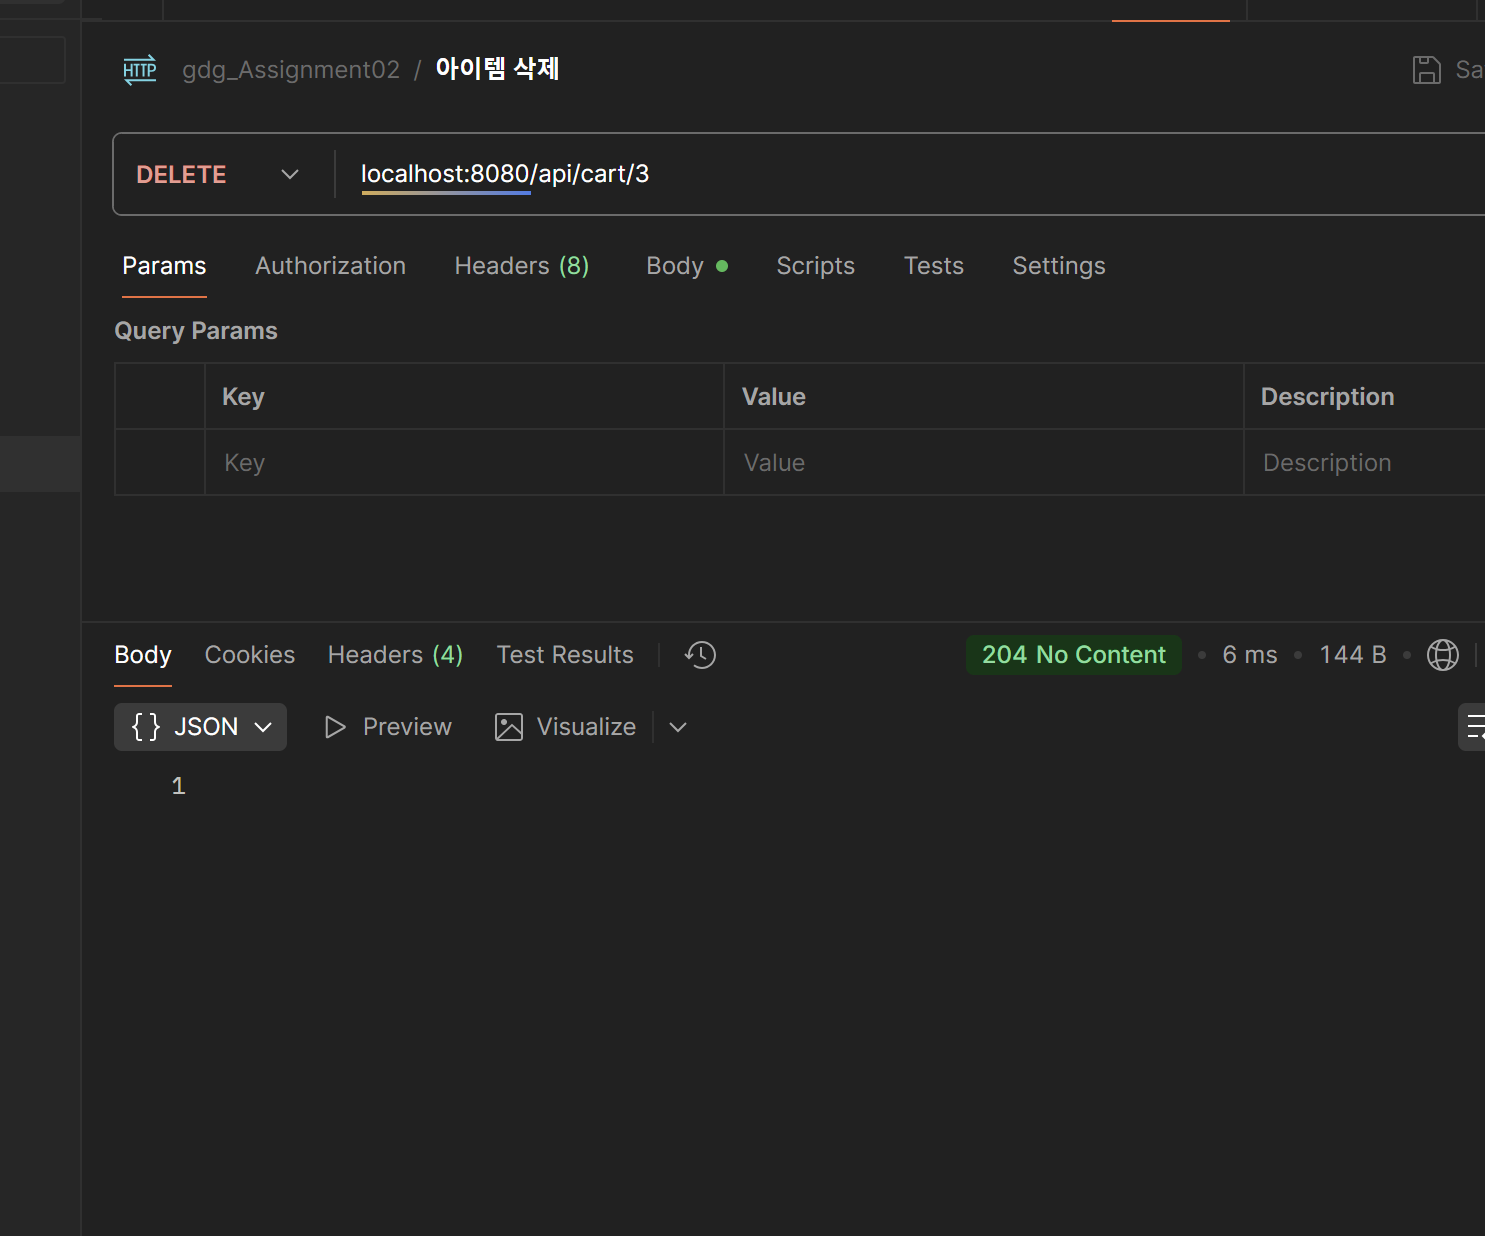 HTTP gdg_Assignment02 / 아이템 삭제 Sa
DELETE localhost:8080/api/cart/3
Params Authorization Headers (8) Body Scripts Tests Settings
Query Params
Key Value Description
Key Value Description
Body Cookies Headers (4) Test Results 204 No Content 6 ms 144 B
{ } JSON Preview Visualize
1